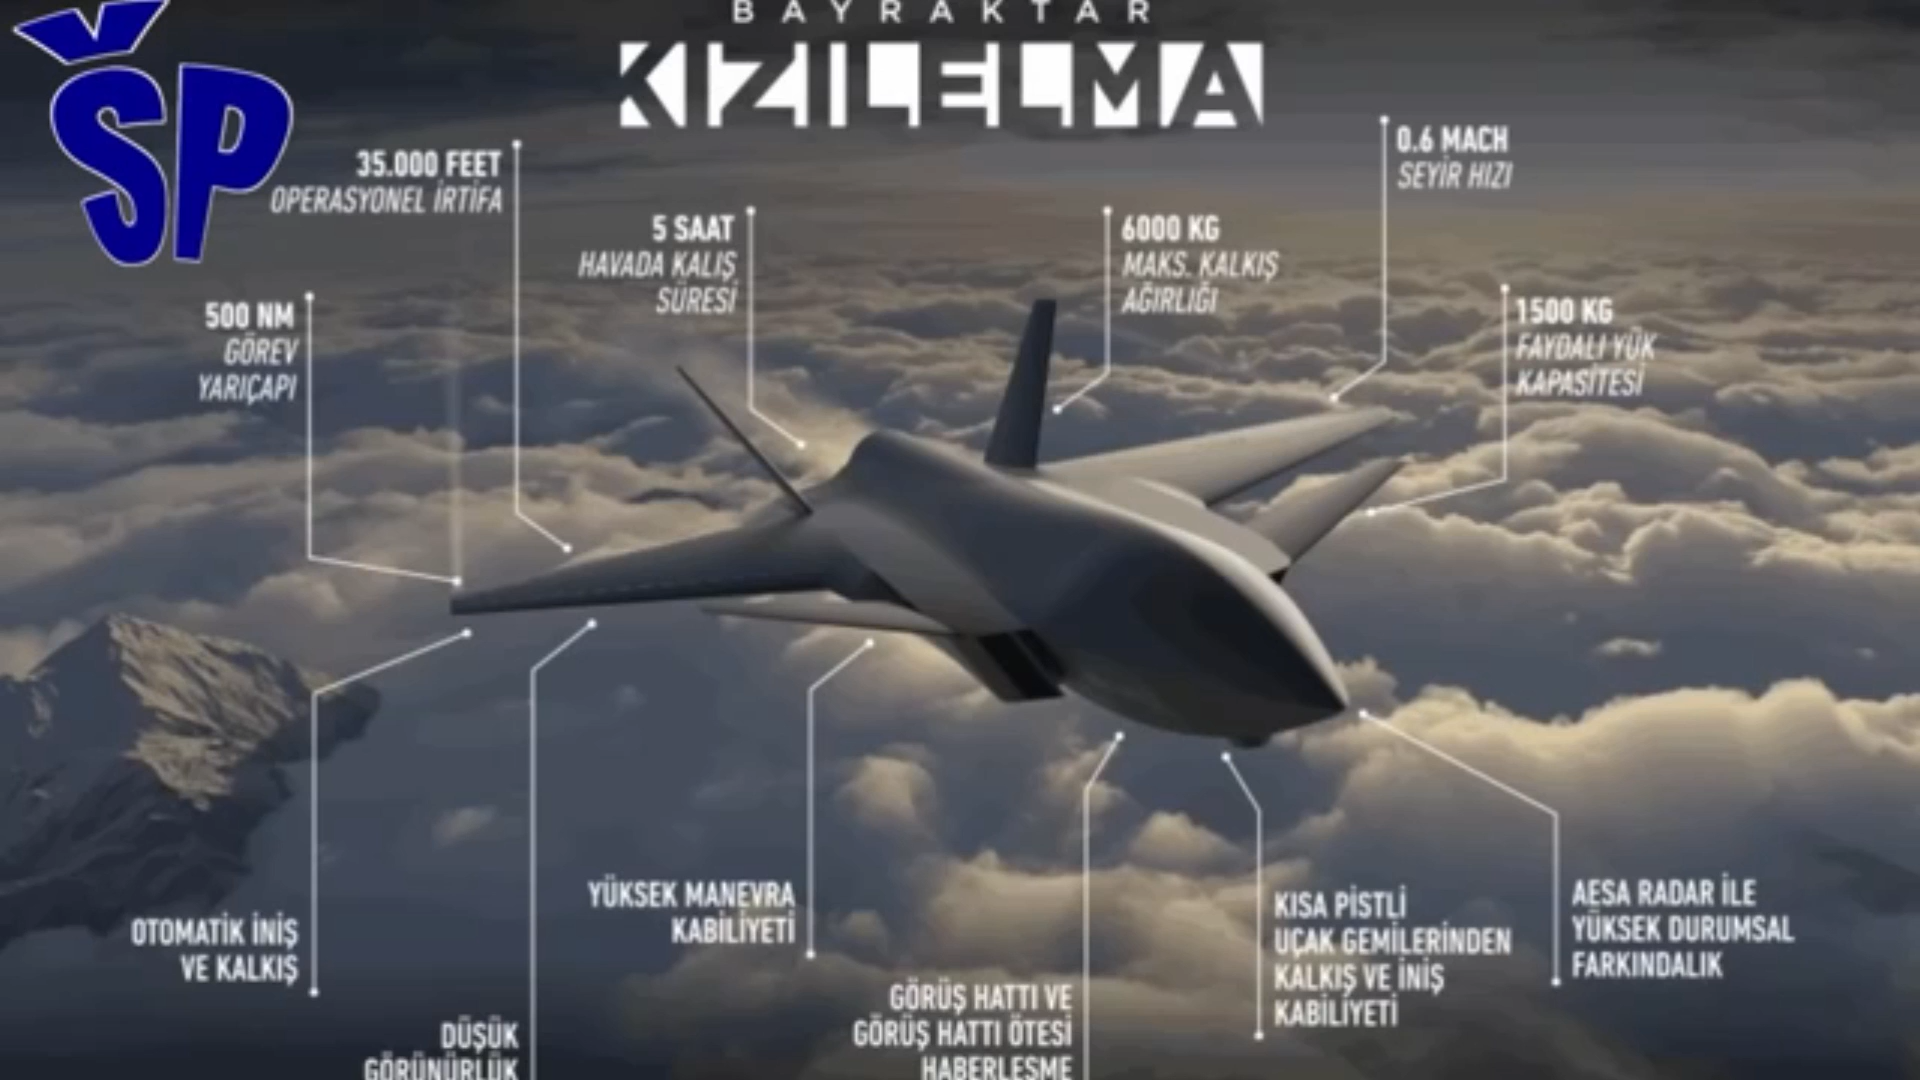 BAYRAKTAR
KIZILELMA
ŠP
35.000 FEET
OPERASYONEL İRTİFA
0.6 MACH
SEYİR HIZI
5 SAAT
HAVADA KALIŞ
SÜRESİ
6000 KG
MAKS. KALKIŞ
AĞIRLIĞI
500 NM
GÖREV
YARIÇAPI
1500 KG
FAYDALI YÜK
KAPASİTESİ
OTOMATİK İNİŞ
VE KALKIŞ
DÜŞÜK
GÖRÜNÜRLÜK
YÜKSEK MANEVRA
KABİLİYETİ
GÖRÜŞ HATTI VE
GÖRÜŞ HATTI ÖTESİ
HABERLEŞME
KISA PİSTLİ
UÇAK GEMİLERİNDEN
KALKIŞ VE İNİŞ
KABİLİYETİ
AESA RADAR İLE
YÜKSEK DURUMSAL
FARKINDALIK